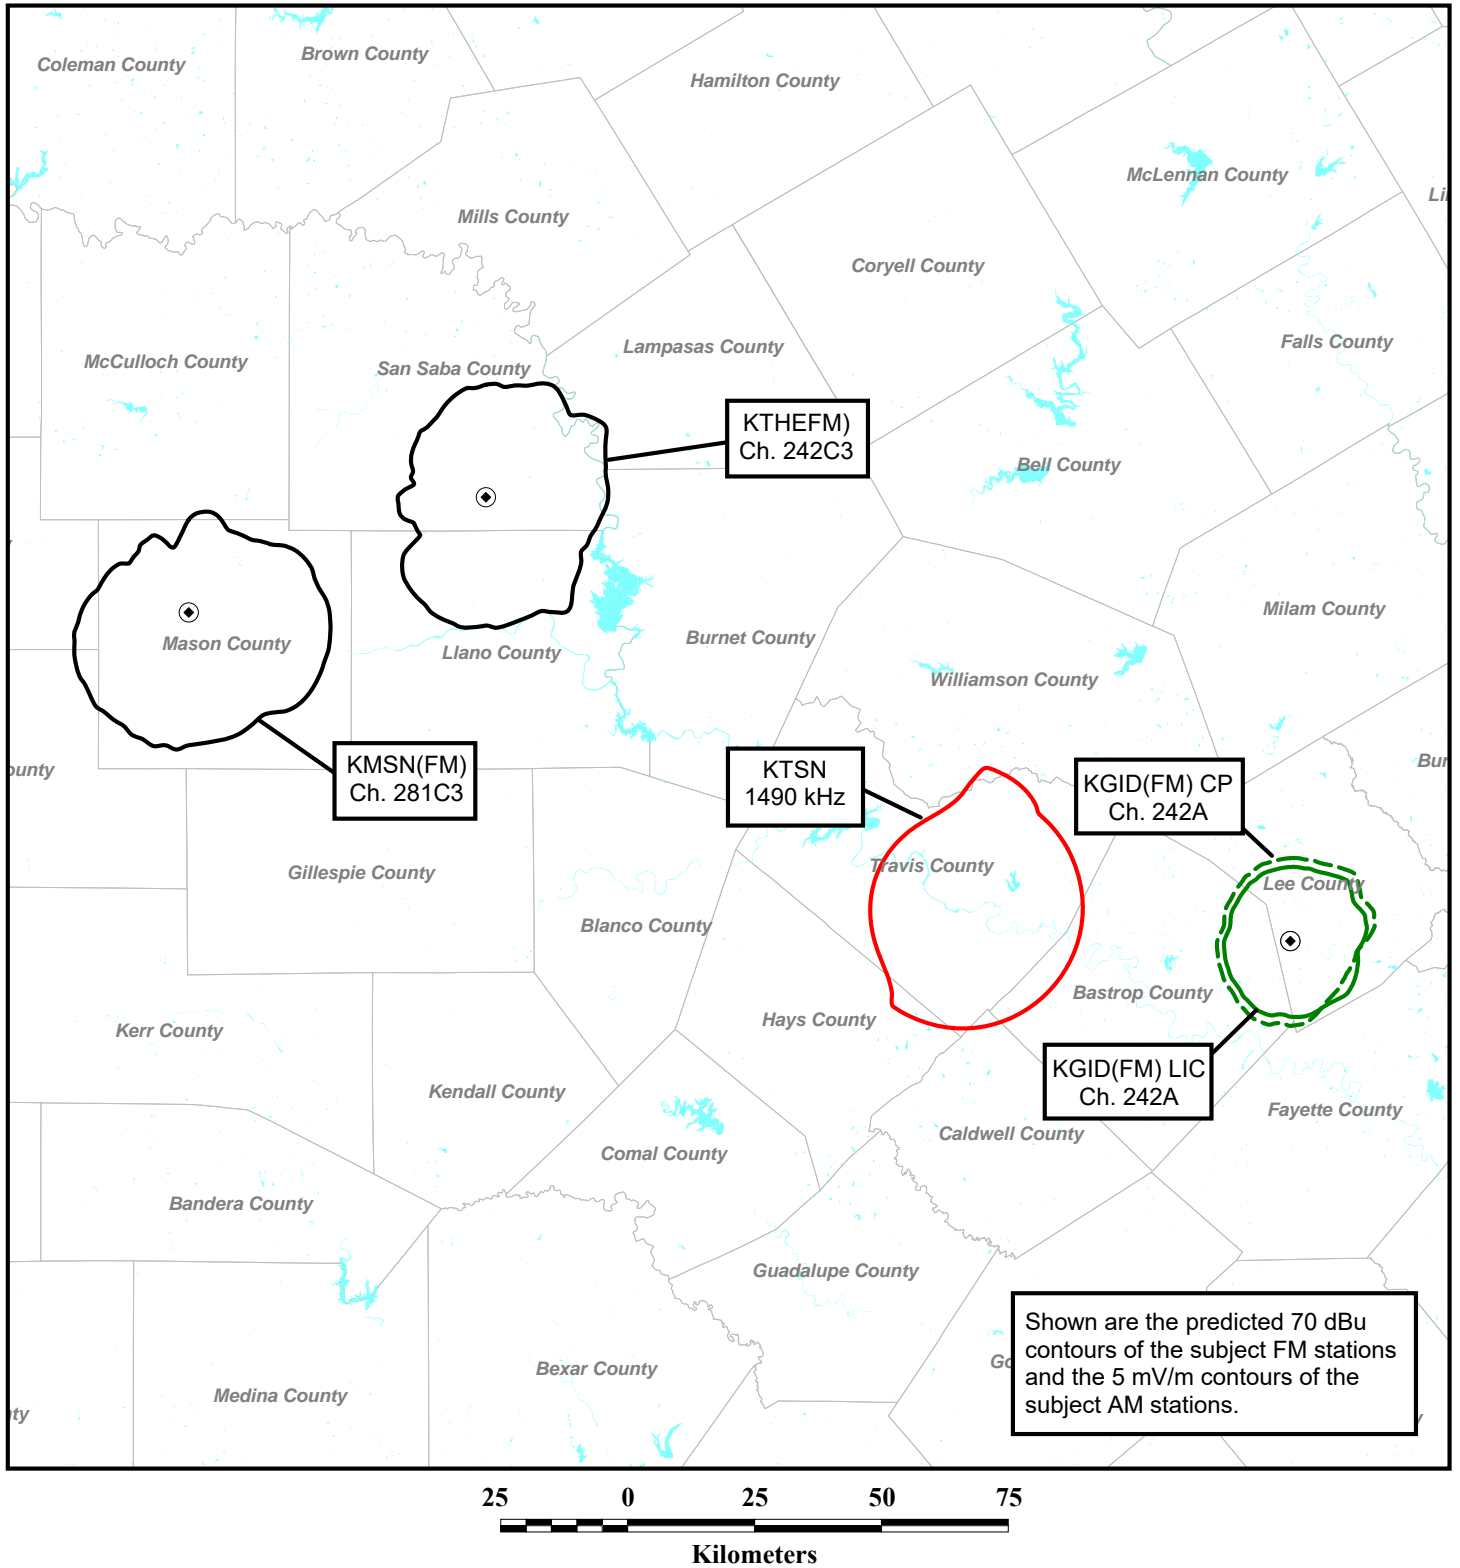 Coleman County
Brown County
Hamilton County
McLennan County
Mills County
Coryell County
McCulloch County
San Saba County
Lampasas County
Falls County
KTHEFM)
Ch. 242C3
Bell County
Milam County
Mason County
Llano County
Burnet County
Williamson County
KMSN(FM)
Ch. 281C3
KTSN
1490 kHz
KGID(FM) CP
Ch. 242A
Gillespie County
Travis County
Lee County
Blanco County
Bastrop County
Kerr County
Hays County
Kendall County
KGID(FM) LIC
Ch. 242A
Fayette County
Comal County
Caldwell County
Bandera County
Guadalupe County
Bexar County
Medina County
Shown are the predicted 70 dBu
contours of the subject FM stations
and the 5 mV/m contours of the
subject AM stations.
25 0 25 50 75
Kilometers